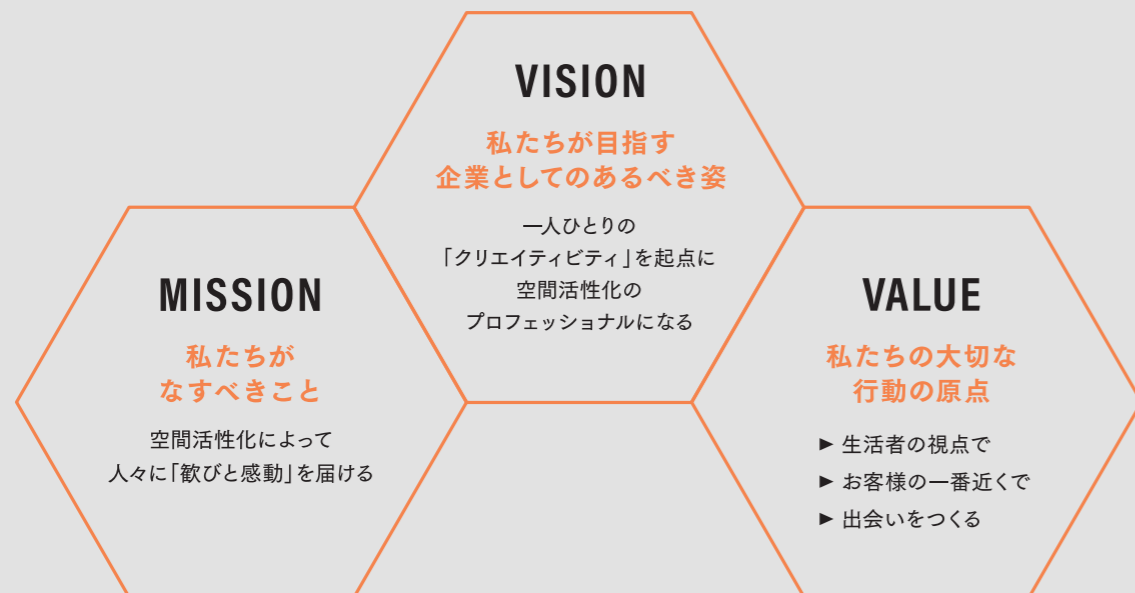 VISION
私たちが目指す
企業としてのあるべき姿
一人ひとりの
「クリエイティビティ」を起点に
空間活性化の
プロフェッショナルになる
MISSION
私たちが
なすべきこと
空間活性化によって
人々に「歓びと感動」を届ける
VALUE
私たちの大切な
行動の原点
▶ 生活者の視点で
▶ お客様の一番近くで
▶ 出会いをつくる